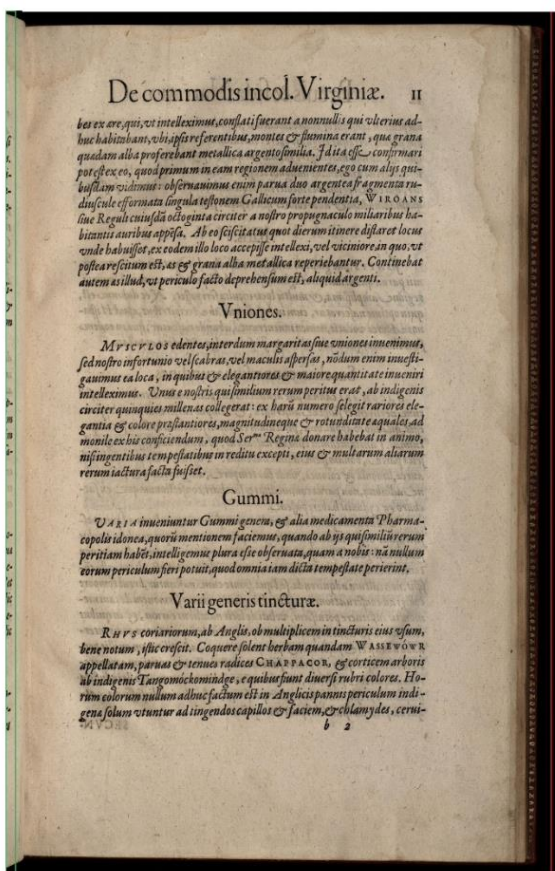 De commodis incol. Virginiæ. 11
bes ex ære, qui, vt intelleximus, conflati fuerant a nonnullis qui vlterius ad-
huc habitabant, vbi, ipsis referentibus, montes & flumina erant, quæ grana
quædam alba proferebant metallica argento similia. Id ita esse confirmari
potest ex eo, quod primum in eam regionem aduenientes, ego cum alijs qui-
busdam vidimus: obseruauimus enim parua duo argentea fragmenta ru-
diuscule efformata singula testonem Gallicum forte pendentia, WIROANS
siue Reguli cuiusdā octoginta circiter a nostro propugnaculo miliaribus ha-
bitantis auribus appēsa. Ab eo sciscitatus quot dierum itinere distaret locus
vnde habuissot, ex eodem illo loco accepisse intellexi, vel viciniore, in quo, vt
postea rescitum est, æs & grana alba metallica reperiebantur. Continebat
autem æs illud, vt periculo facto deprehensum est, aliquid argenti.
Vniones.
MVSCVLOS edentes, interdum margaritas siue vniones inuenimus,
sed nostro infortunio vel scabras, vel maculis aspersas, nōdum enim inuesti-
gauimus ea loca, in quibus & elegantiores & maiore quantitate inueniri
intelleximus. Vnus e nostris qui similium rerum peritus erat, ab indigenis
circiter quinquies millenas collegerat: ex harū numero selegit rariores ele-
gantia & colore præstantiores, magnitudineque & rotunditate æquales, ad
monile ex his conficiendum, quod Ser.mæ Reginæ donare habebat in animo,
nisi ingentibus tempestatibus in reditu excepti, eius & multarum aliarum
rerum iactura facta fuisset.
Gummi.
VARIA inueniuntur Gummi genera, & alia medicamenta Pharma-
copolis idonea, quorū mentionem faciemus, quando ab ijs qui similiū rerum
peritiam habēt, intelligemus plura esse obseruata, quam a nobis: nā nullum
eorum periculum fieri potuit, quod omnia iam dicta tempestate perierint.
Varii generis tincturæ.
RHVS coriariorum, ab Anglis, ob multiplicem in tincturis eius vsum,
bene notum, istic crescit. Coquere solent herbam quandam WASSEWÓWR
appellatam, paruas & tenues radices CHAPPACOR, & corticem arboris
ab indigenis Tangomóckomindge, e quibus fiunt diuersi rubri colores. Ho-
rum colorum nullum adhuc factum est in Anglicis pannis periculum indi-
genæ solum vtuntur ad tingendos capillos & faciem, & chlamydes, cerui-
b 2